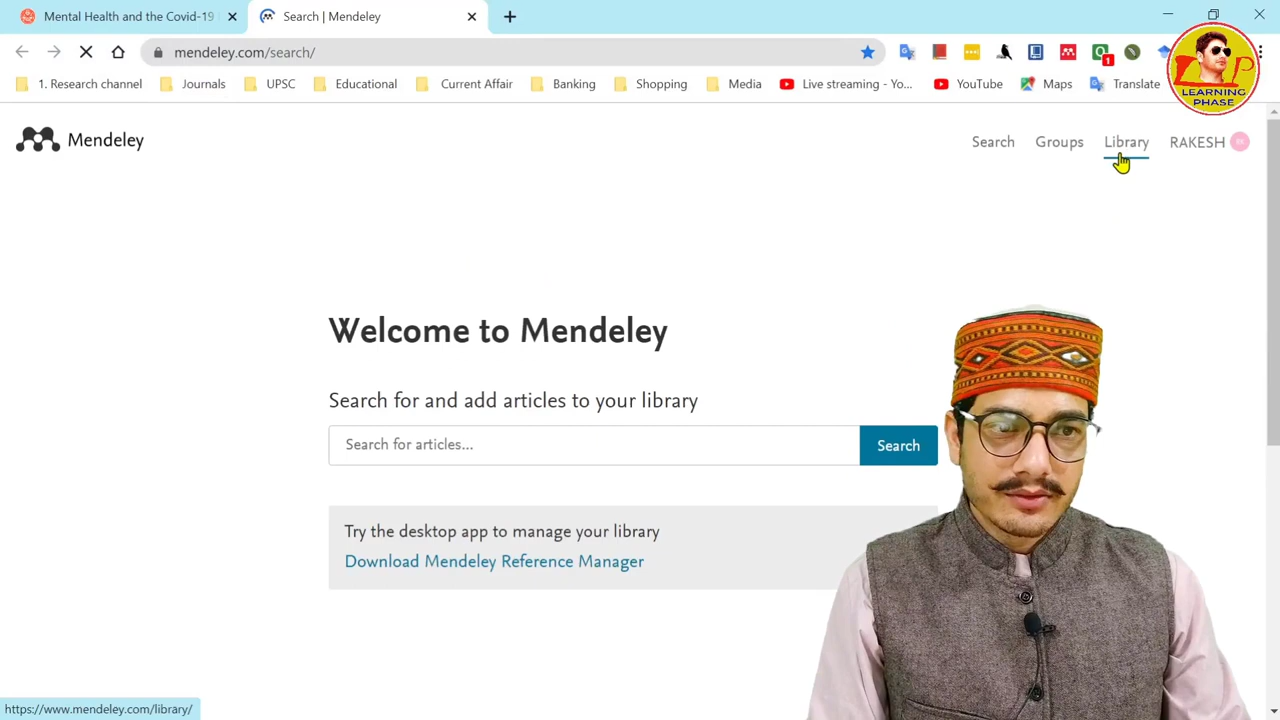 Mental Health and the Covid-19
Search | Mendeley
mendeley.com/search/
1
1. Research channel
Journals
UPSC
Educational
Current Affair
Banking
Shopping
Media
Live streaming - Yo...
YouTube
Maps
Translate
LP
LEARNING
PHASE
Mendeley
Search
Groups
Library
RAKESH
Welcome to Mendeley
Search for and add articles to your library
Search for articles...
Search
Try the desktop app to manage your library
Download Mendeley Reference Manager
https://www.mendeley.com/library/